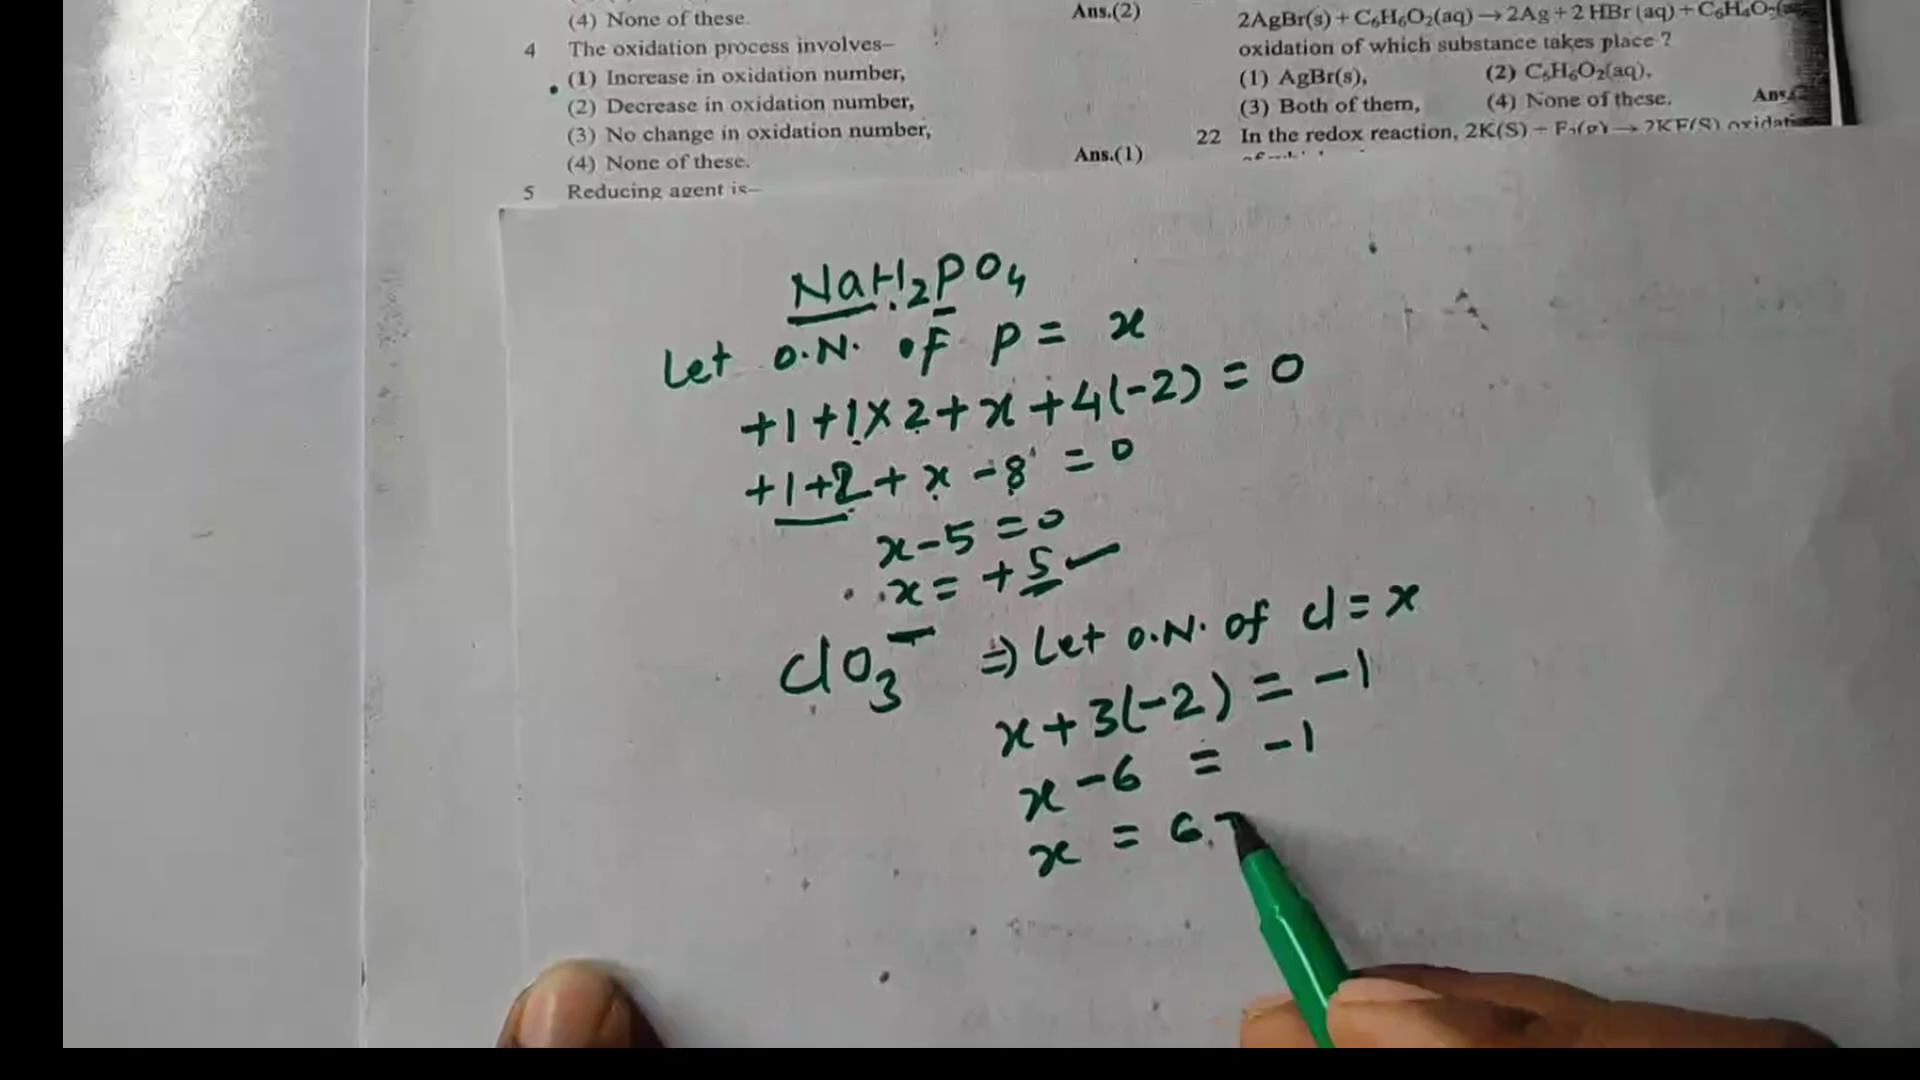 (4) None of these.
Ans.(2)
4 The oxidation process involves–
(1) Increase in oxidation number,
(2) Decrease in oxidation number,
(3) No change in oxidation number,
(4) None of these.
Ans.(1)
5 Reducing agent is–
2AgBr(s) + C₆H₆O₂(aq) → 2Ag + 2 HBr (aq) +
oxidation of which substance takes place ?
(1) AgBr(s), (2) C₆H₆O₂(aq),
(3) Both of them, (4) None of these.
22 In the redox reaction, 2K(S) – F₂(g) → 2KF(S)
NaH₂PO₄
Let O.N. of P = x
+1+1×2+x+4(-2) = 0
+1+2+x-8 = 0
x-5 = 0
x = +5
ClO₃⁻ ⇒ Let O.N. of Cl = x
x+3(-2) = -1
x-6 = -1
x = 6-